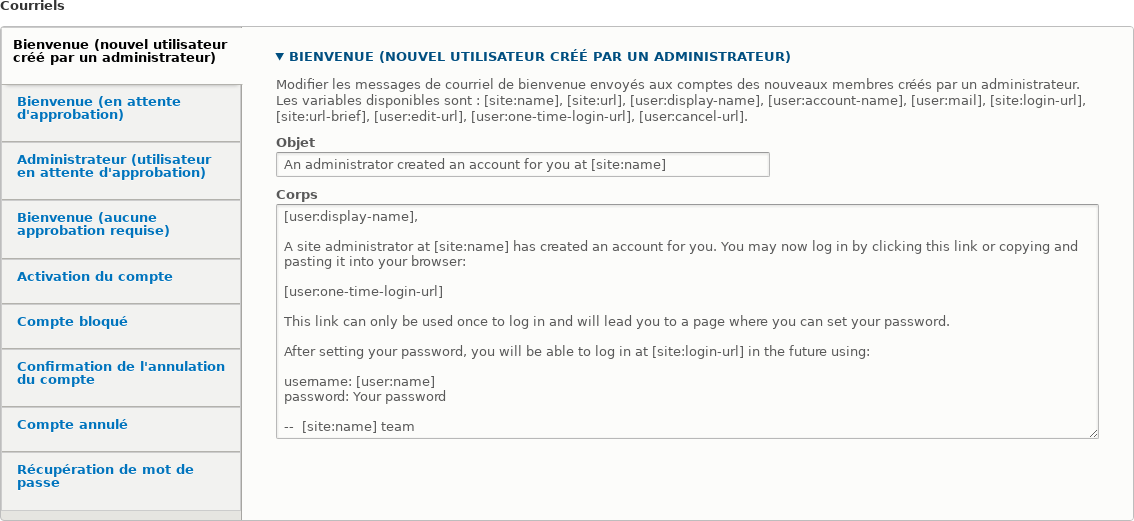 Courriels
Bienvenue (nouvel utilisateur
créé par un administrateur)
Bienvenue (en attente
d'approbation)
Administrateur (utilisateur
en attente d'approbation)
Bienvenue (aucune
approbation requise)
Activation du compte
Compte bloqué
Confirmation de l'annulation
du compte
Compte annulé
Récupération de mot de
passe
BIENVENUE (NOUVEL UTILISATEUR CRÉÉ PAR UN ADMINISTRATEUR)
Modifier les messages de courriel de bienvenue envoyés aux comptes des nouveaux membres créés par un administrateur.
Les variables disponibles sont : [site:name], [site:url], [user:display-name], [user:account-name], [user:mail], [site:login-url],
[site:url-brief], [user:edit-url], [user:one-time-login-url], [user:cancel-url].
Objet
An administrator created an account for you at [site:name]
Corps
[user:display-name],
A site administrator at [site:name] has created an account for you. You may now log in by clicking this link or copying and
pasting it into your browser:
[user:one-time-login-url]
This link can only be used once to log in and will lead you to a page where you can set your password.
After setting your password, you will be able to log in at [site:login-url] in the future using:
username: [user:name]
password: Your password
--  [site:name] team